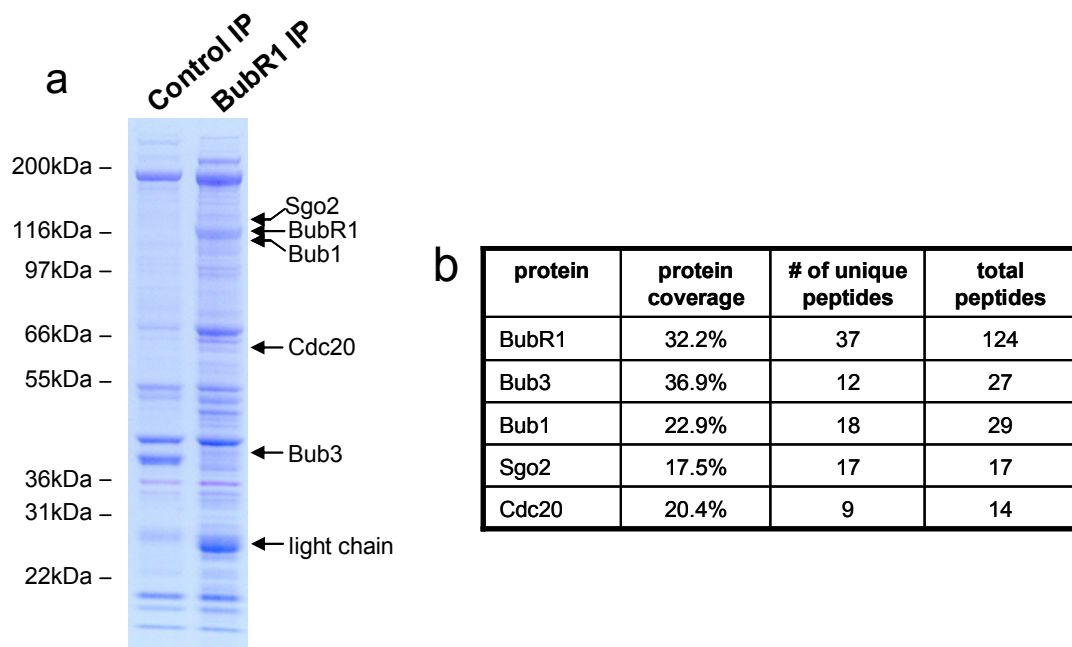 a
Control IP
BubR1 IP
200kDa –
116kDa –
97kDa –
66kDa –
55kDa –
36kDa –
31kDa –
22kDa –
Sgo2
BubR1
Bub1
Cdc20
Bub3
light chain
b
protein protein coverage # of unique peptides total peptides
BubR1 32.2% 37 124
Bub3 36.9% 12 27
Bub1 22.9% 18 29
Sgo2 17.5% 17 17
Cdc20 20.4% 9 14